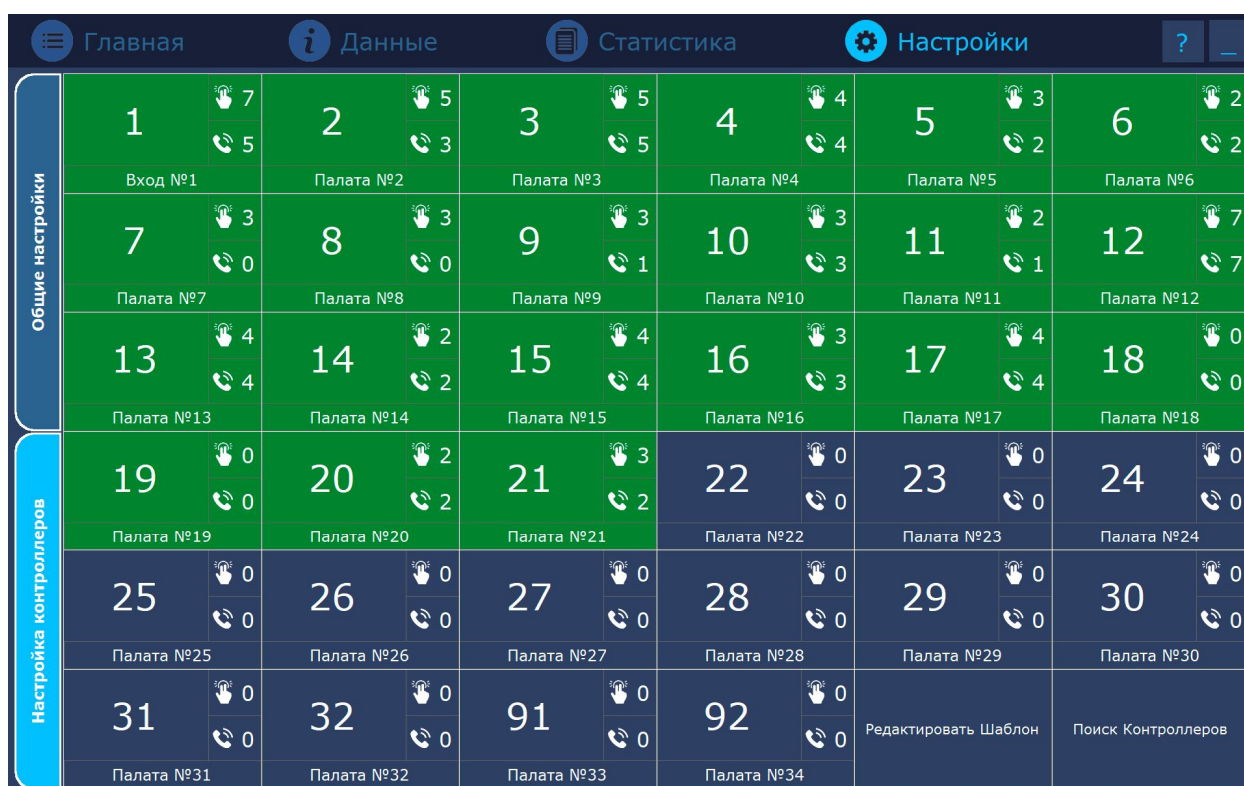 Главная Данные Статистика Настройки ? _
Общие настройки
Настройка контроллеров
1 7 5 2 5 3 3 5 5 4 4 4 5 3 2 6 2 2
Вход №1 Палата №2 Палата №3 Палата №4 Палата №5 Палата №6
7 3 0 8 3 0 9 3 1 10 3 3 11 2 1 12 7 7
Палата №7 Палата №8 Палата №9 Палата №10 Палата №11 Палата №12
13 4 4 14 2 2 15 4 4 16 3 3 17 4 4 18 0 0
Палата №13 Палата №14 Палата №15 Палата №16 Палата №17 Палата №18
19 0 0 20 2 2 21 3 2 22 0 0 23 0 0 24 0 0
Палата №19 Палата №20 Палата №21 Палата №22 Палата №23 Палата №24
25 0 0 26 0 0 27 0 0 28 0 0 29 0 0 30 0 0
Палата №25 Палата №26 Палата №27 Палата №28 Палата №29 Палата №30
31 0 0 32 0 0 91 0 0 92 0 0 Редактировать Шаблон Поиск Контроллеров
Палата №31 Палата №32 Палата №33 Палата №34